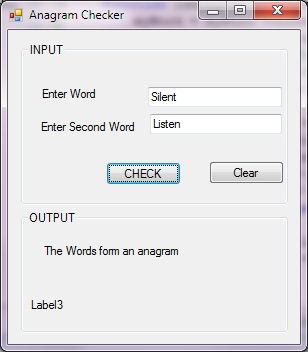 Anagram Checker
INPUT
Enter Word Silent
Enter Second Word Listen
CHECK Clear
OUTPUT
The Words form an anagram
Label3